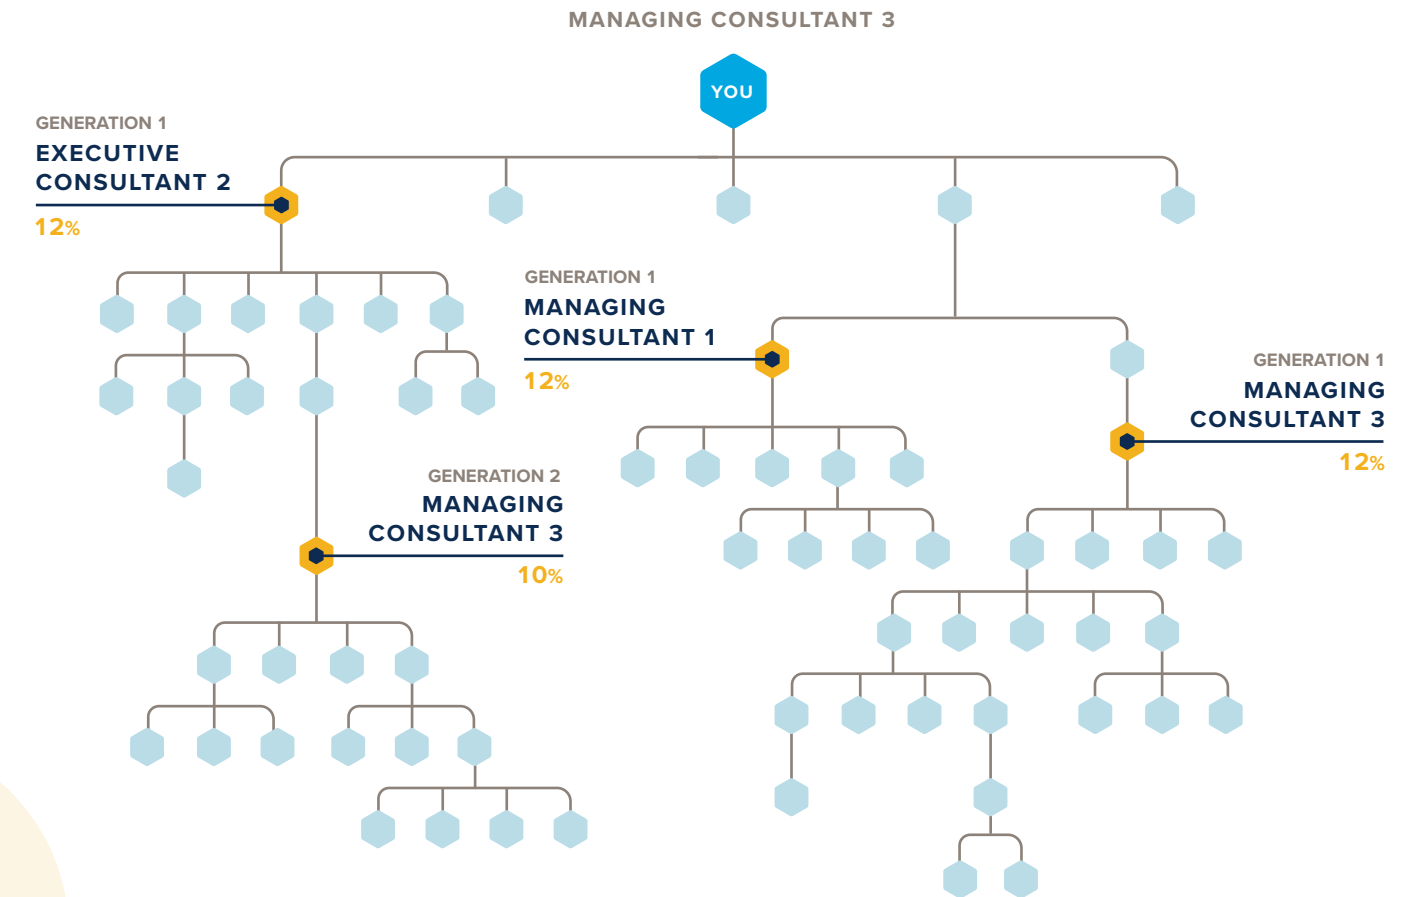 MANAGING CONSULTANT 3
YOU
GENERATION 1
EXECUTIVE
CONSULTANT 2
12%
GENERATION 1
MANAGING
CONSULTANT 1
12%
GENERATION 1
MANAGING
CONSULTANT 3
12%
GENERATION 2
MANAGING
CONSULTANT 3
10%